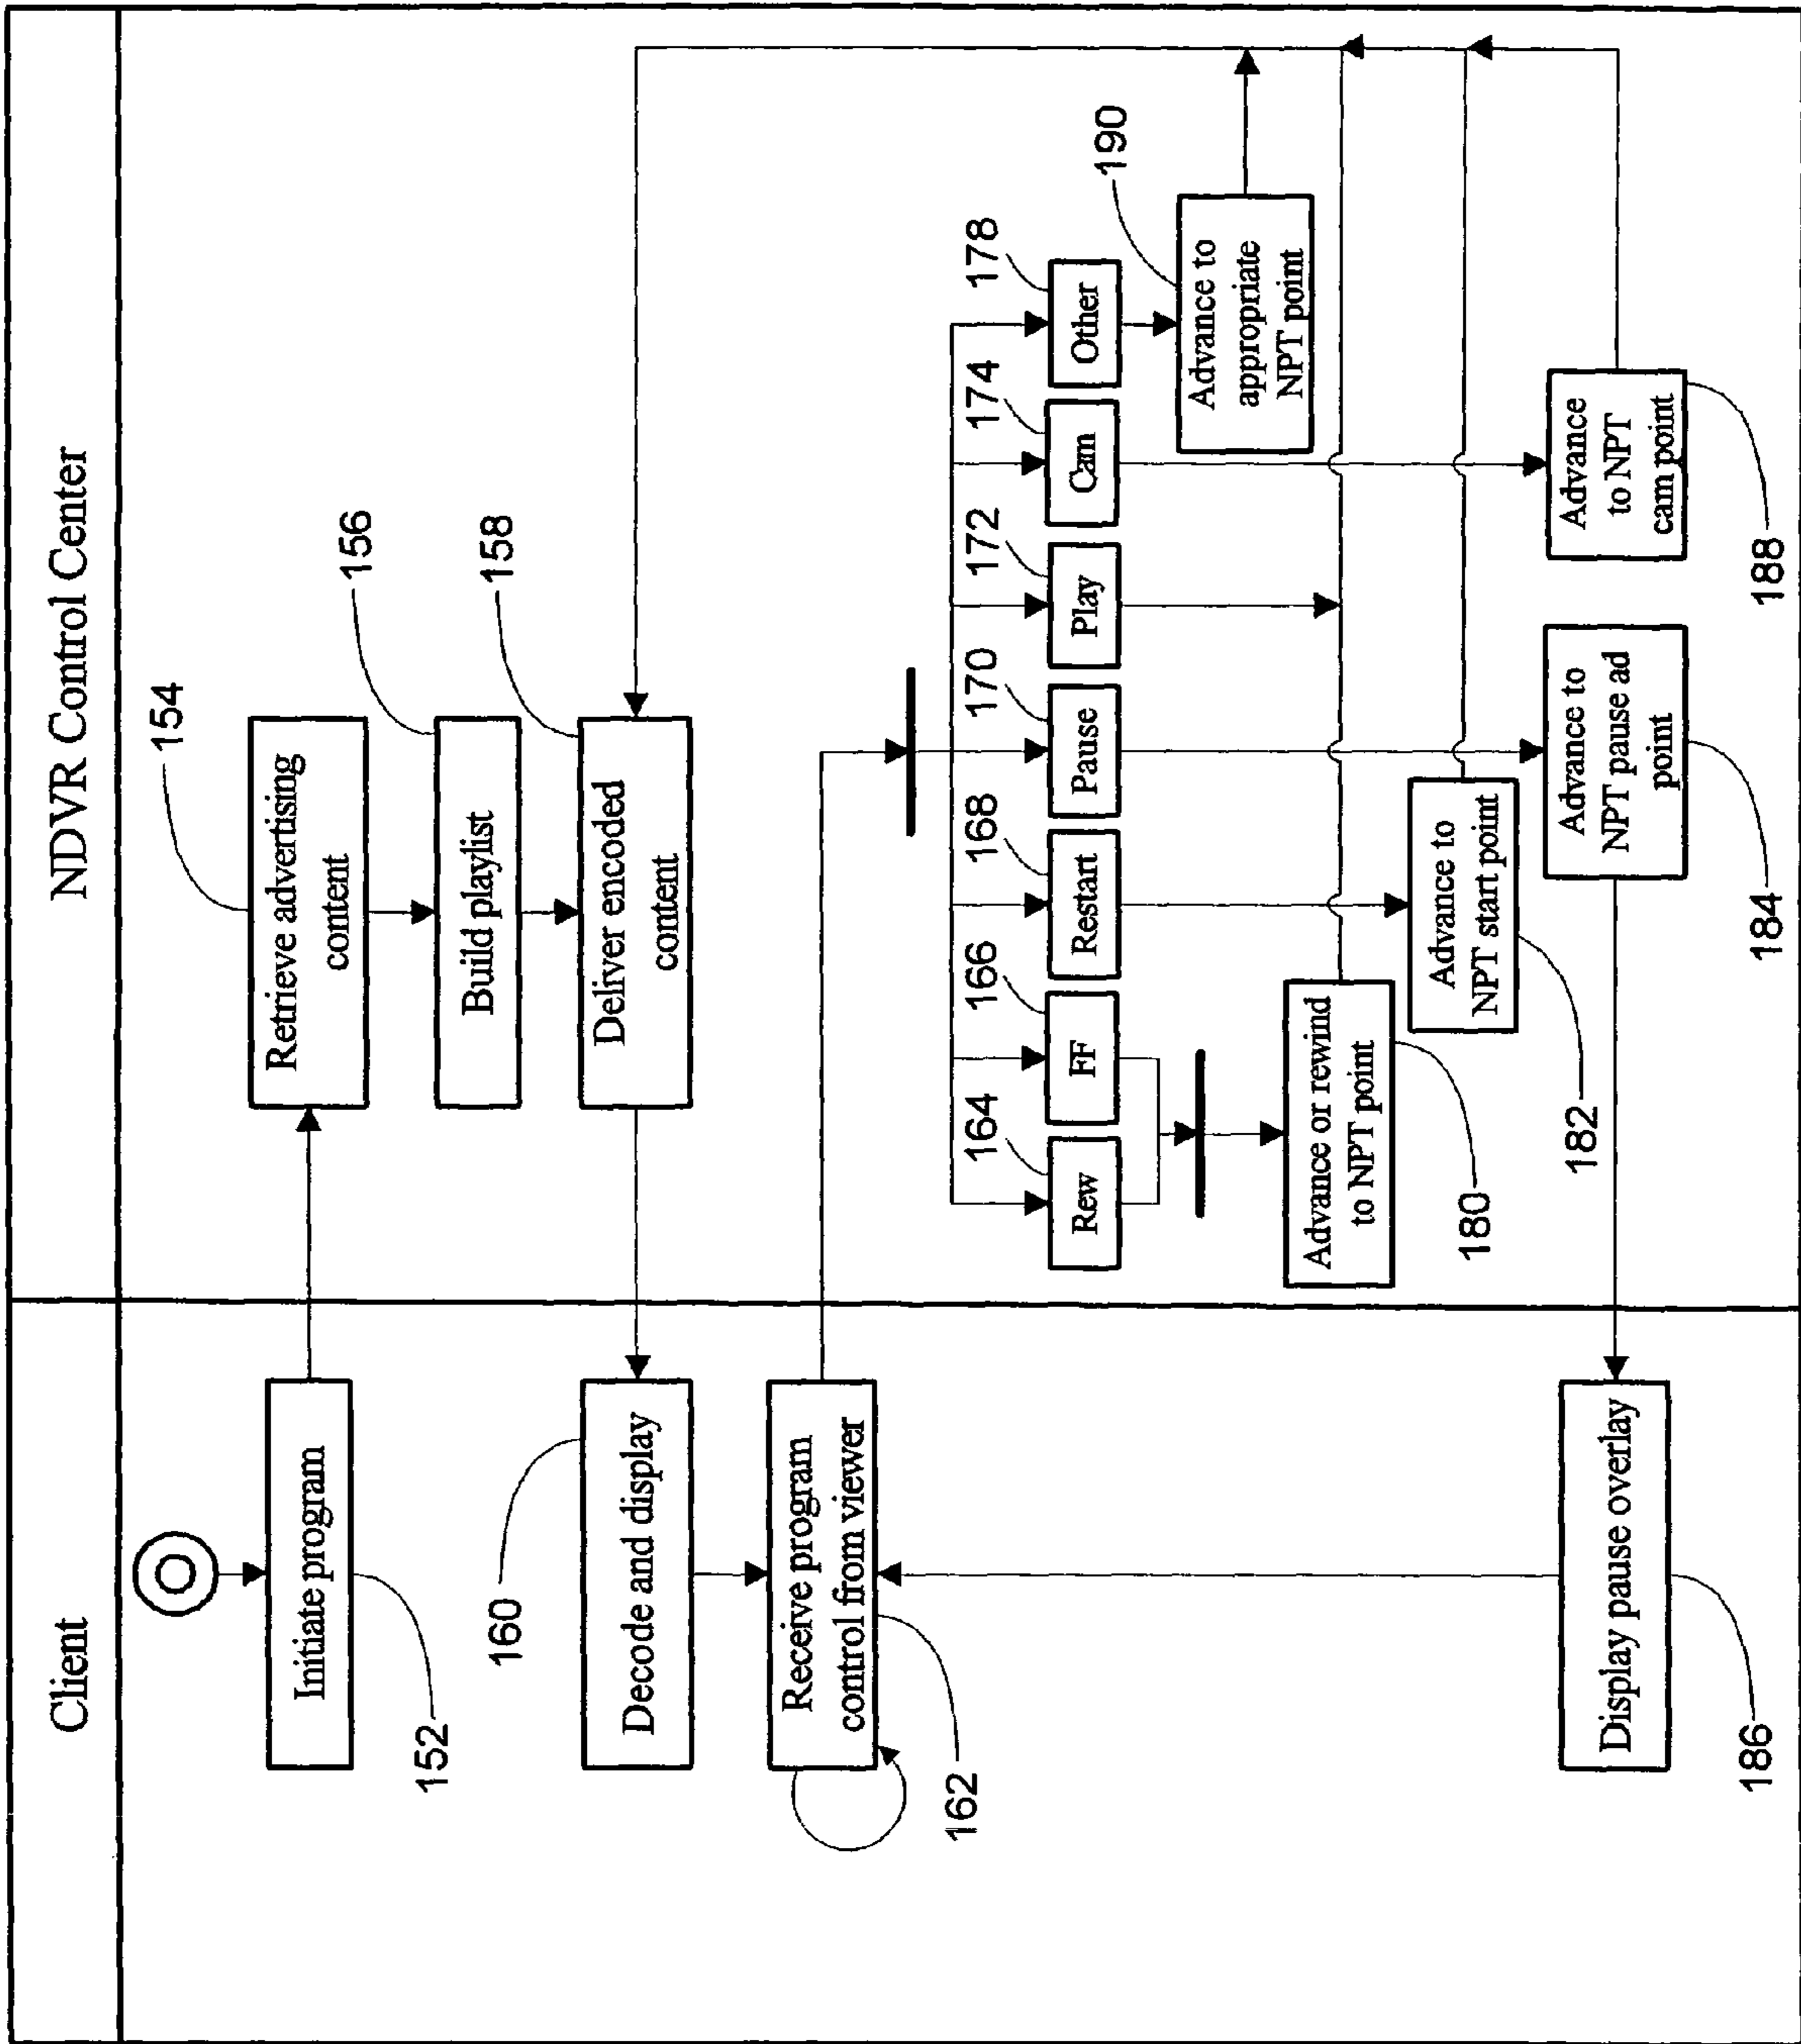 Client
NDVR Control Center
Initiate program
152
Retrieve advertising
content
154
Build playlist
156
Deliver encoded
content
158
Decode and display
160
Receive program
control from viewer
162
Rew
164
FF
166
Restart
168
Pause
170
Play
172
Cam
174
Other
178
Advance or rewind
to NPT point
180
Advance to
NPT start point
182
Advance to
NPT pause ad
point
184
Display pause overlay
186
Advance
to NPT
cam point
188
Advance to
appropriate
NPT point
190